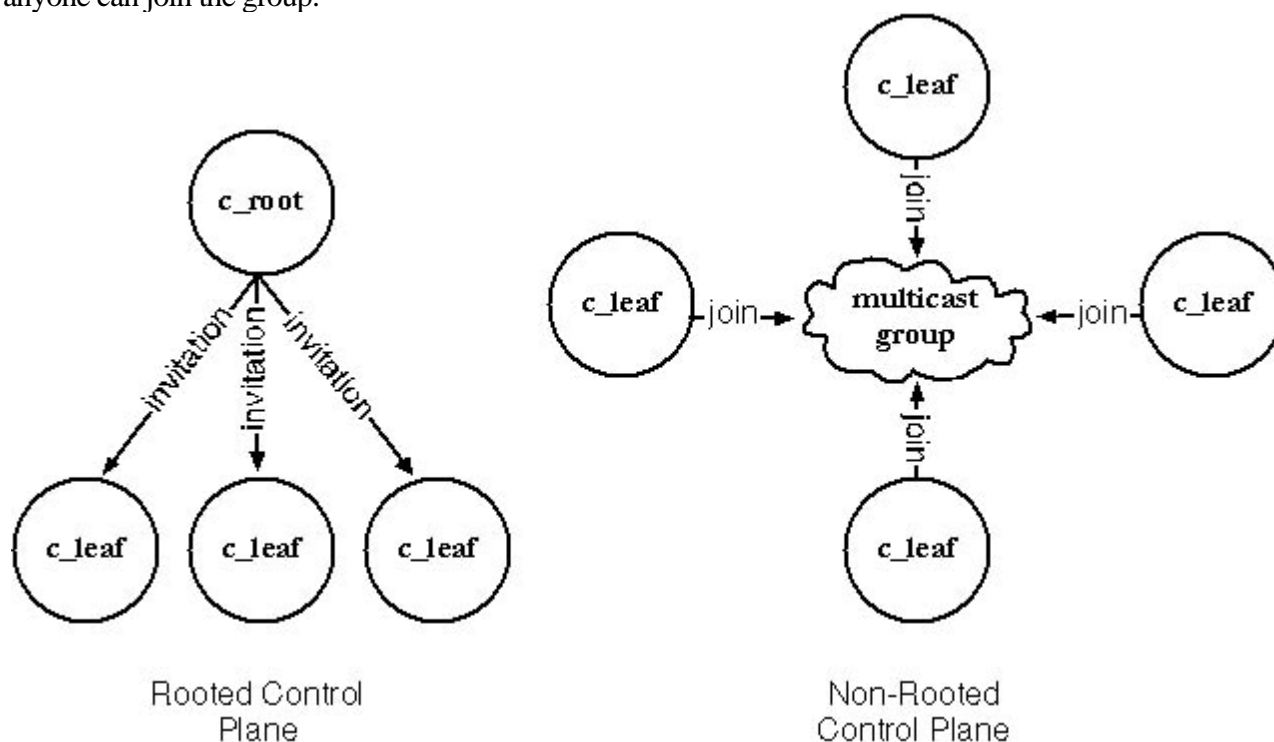 anyone can join the group.
c_root
invitation
invitation
invitation
c_leaf
c_leaf
c_leaf
Rooted Control
Plane
c_leaf
join
c_leaf
join
multicast
group
join
c_leaf
join
c_leaf
Non-Rooted
Control Plane